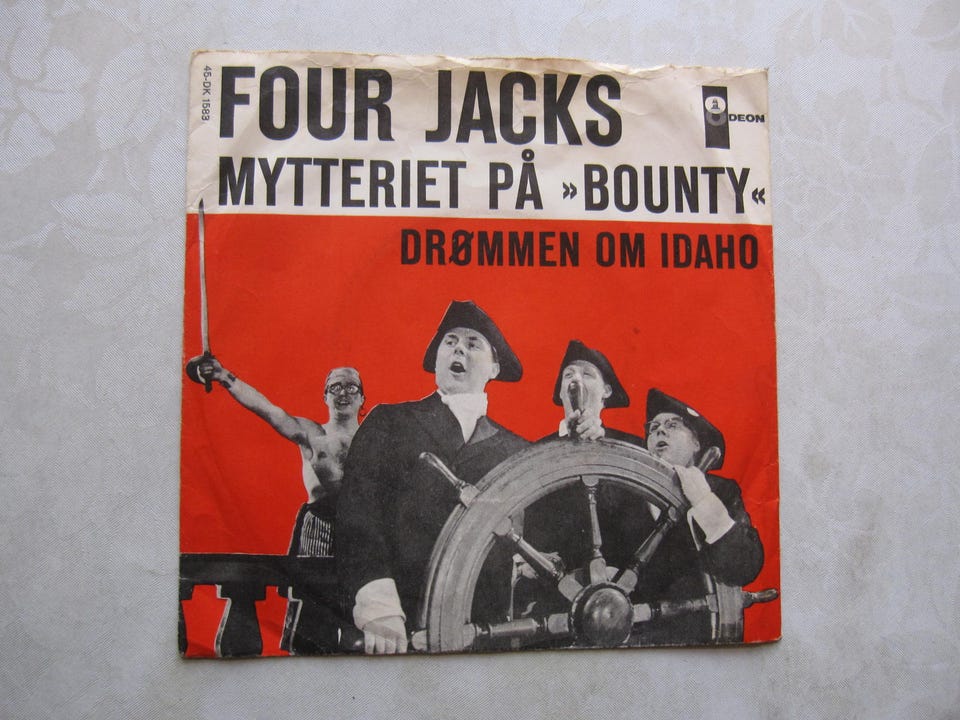 45-DK 1583
FOUR JACKS
ODEON
MYTTERIET PÅ »BOUNTY«
DRØMMEN OM IDAHO